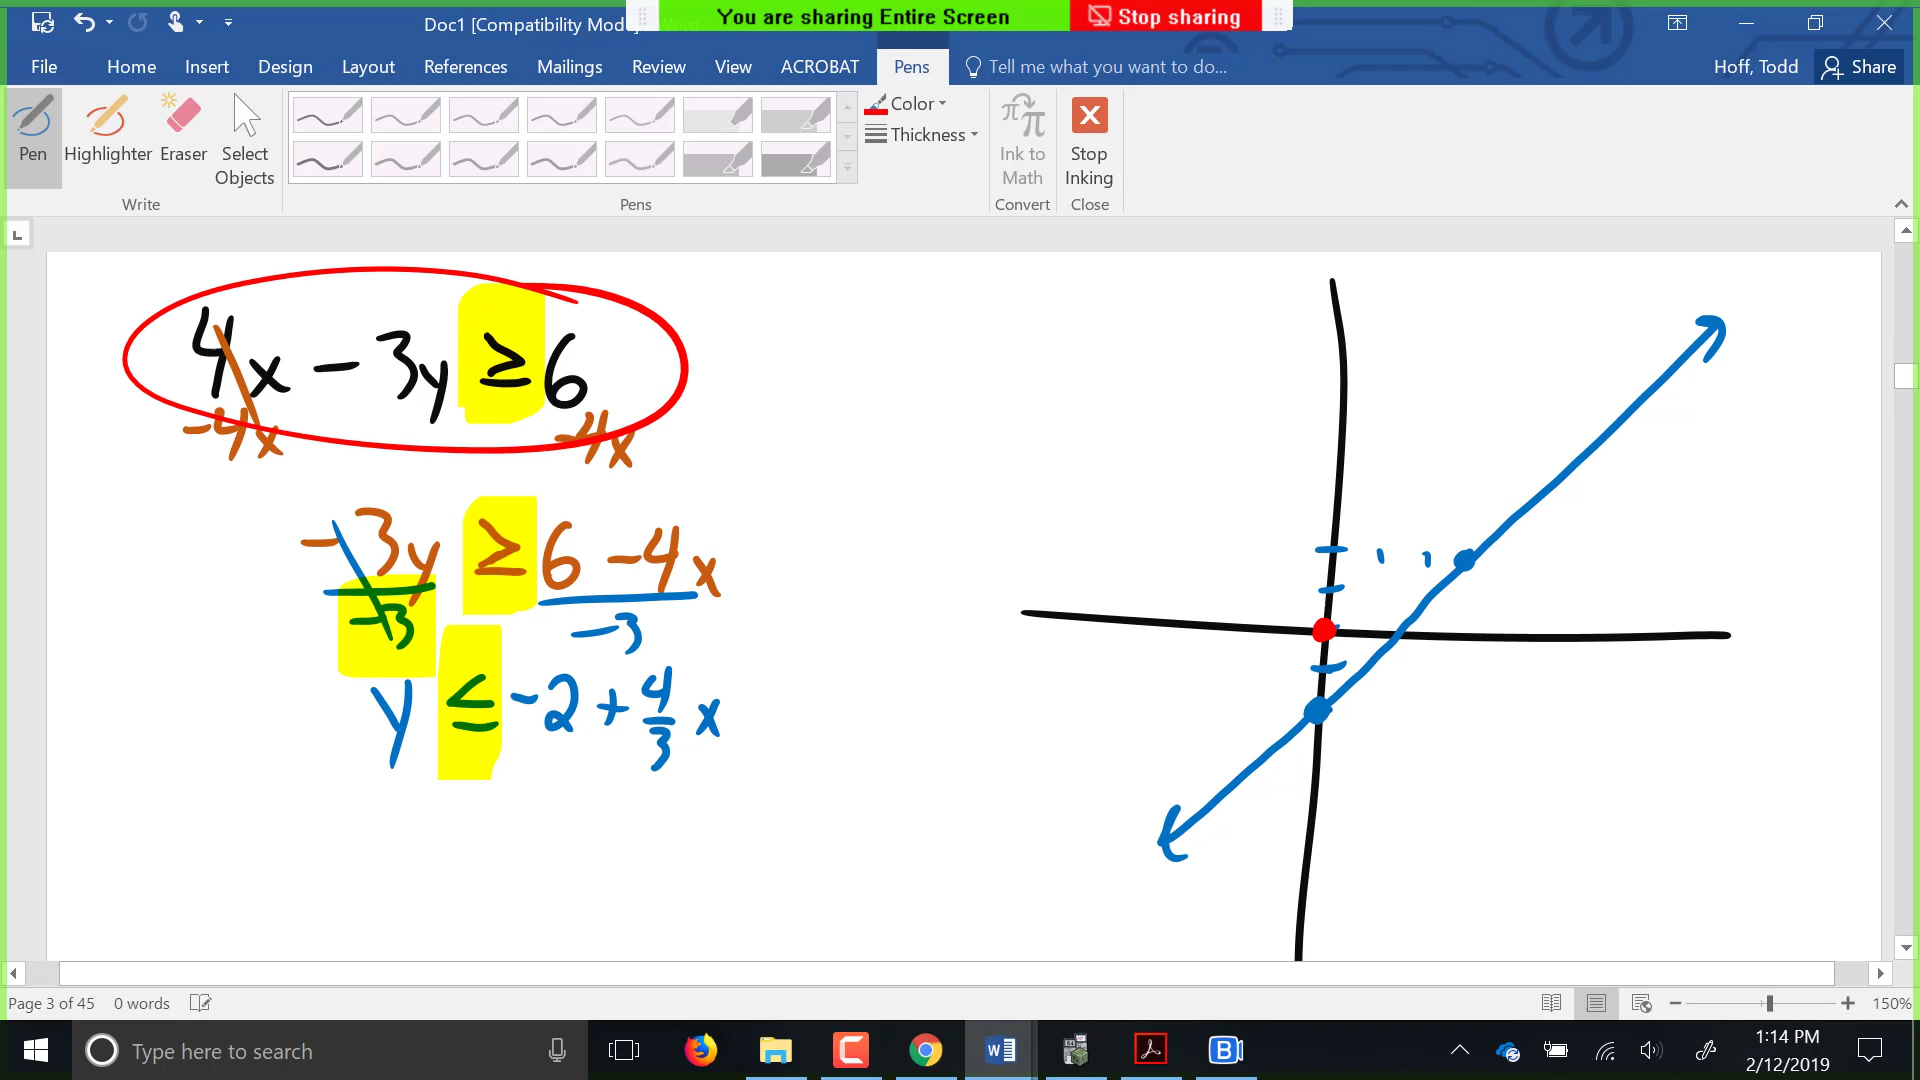 Doc1 [Compatibility Mod
You are sharing Entire Screen
Stop sharing
File Home Insert Design Layout References Mailings Review View ACROBAT Pens Tell me what you want to do... Hoff, Todd Share
Pen Highlighter Eraser Select Objects
Color
Thickness
Ink to Math
Stop Inking
Write Pens Convert Close
4x - 3y ≥ 6
-4x -4x
-3y ≥ 6 - 4x
-3 -3
y ≤ -2 + 4/3 x
Page 3 of 45 0 words 150%
Type here to search
1:14 PM
2/12/2019